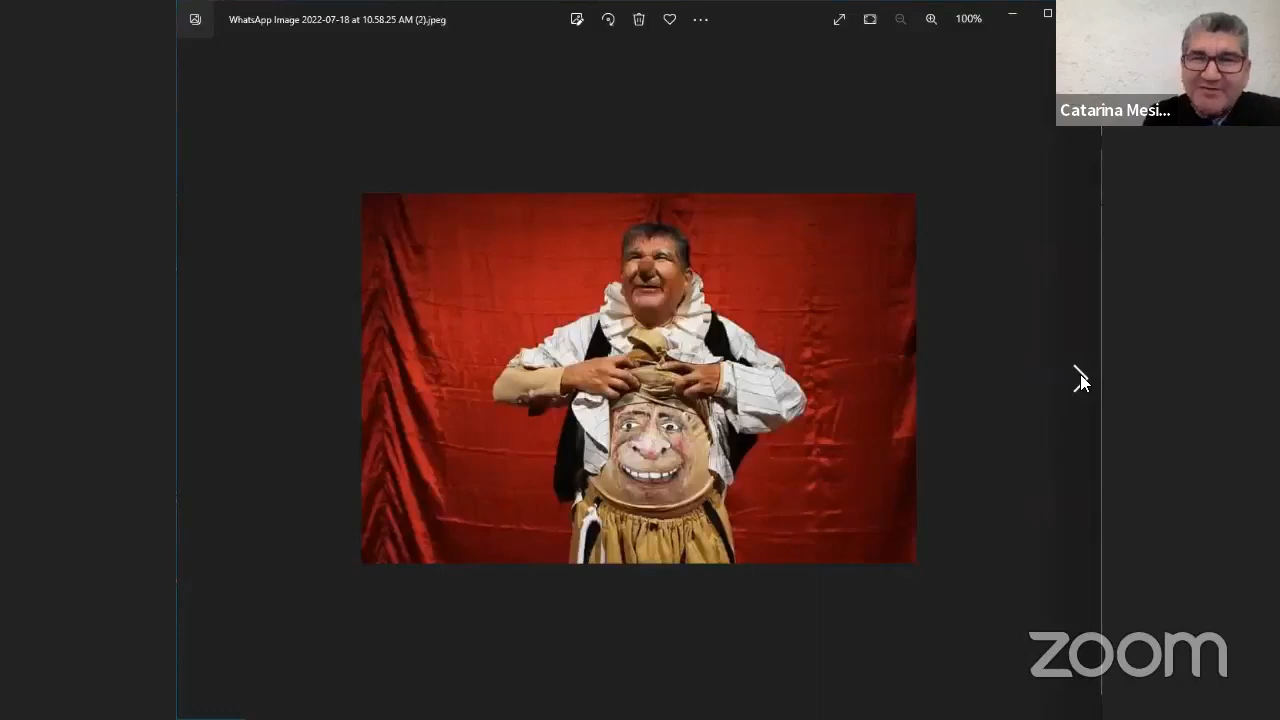 WhatsApp Image 2022-07-18 at 10.58.25 AM (2).jpeg
100%
Catarina Mesi...
zoom